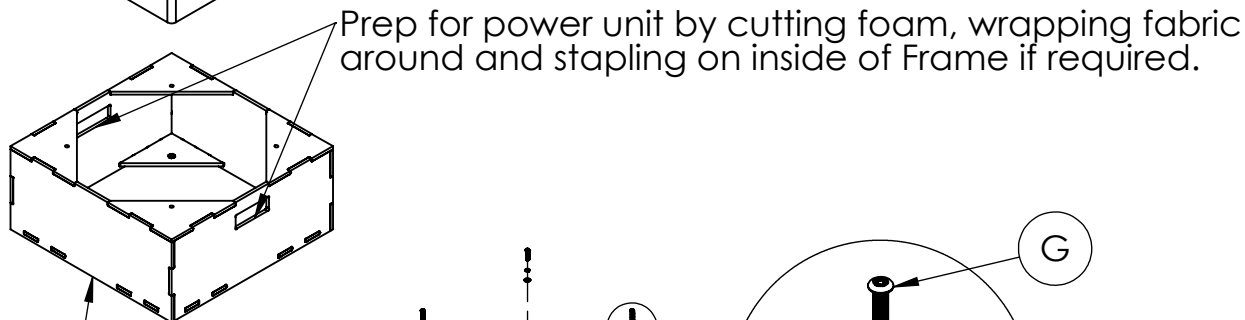 Prep for power unit by cutting foam, wrapping fabric
around and stapling on inside of Frame if required.
G